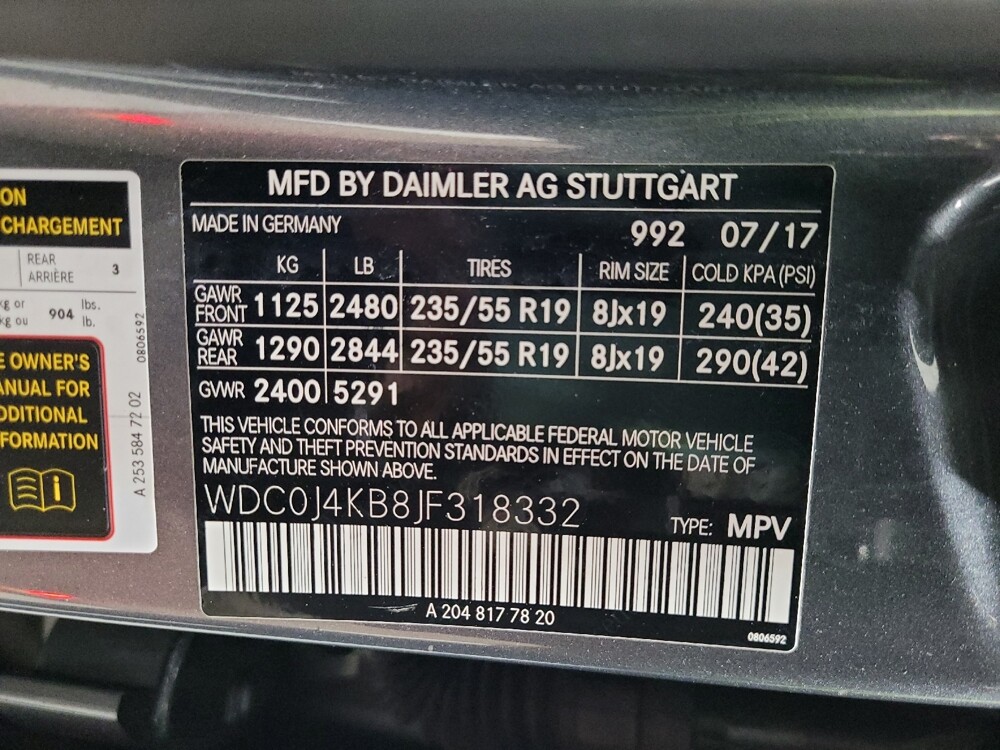 ON
CHARGEMENT
REAR
ARRIÈRE 3
kg or 904 lbs.
kg ou lb.
E OWNER'S
ANUAL FOR
DDITIONAL
FORMATION
i
A 253 584 72 02
0806592
MFD BY DAIMLER AG STUTTGART
MADE IN GERMANY 992 07/17
KG LB TIRES RIM SIZE COLD KPA (PSI)
GAWR FRONT 1125 2480 235/55 R19 8Jx19 240(35)
GAWR REAR 1290 2844 235/55 R19 8Jx19 290(42)
GVWR 2400 5291
THIS VEHICLE CONFORMS TO ALL APPLICABLE FEDERAL MOTOR VEHICLE
SAFETY AND THEFT PREVENTION STANDARDS IN EFFECT ON THE DATE OF
MANUFACTURE SHOWN ABOVE.
WDC0J4KB8JF318332 TYPE: MPV
A 204 817 78 20
0806592